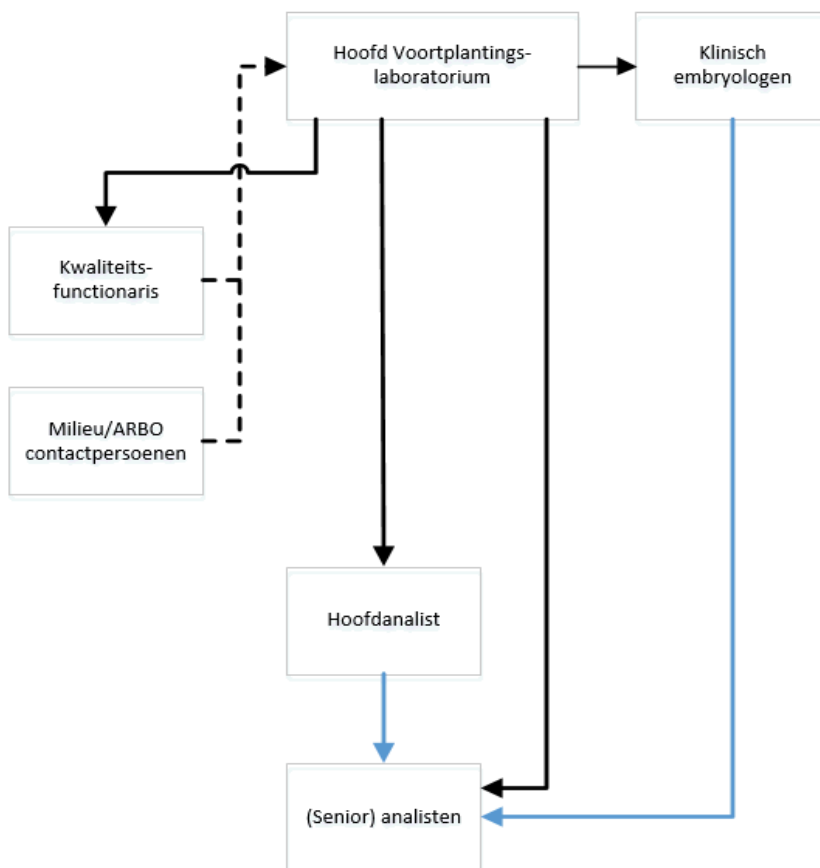 Hoofd Voortplantings-
laboratorium
Klinisch
embryologen
Kwaliteits-
functionaris
Milieu/ARBO
contactpersoenen
Hoofdanalist
(Senior) analisten